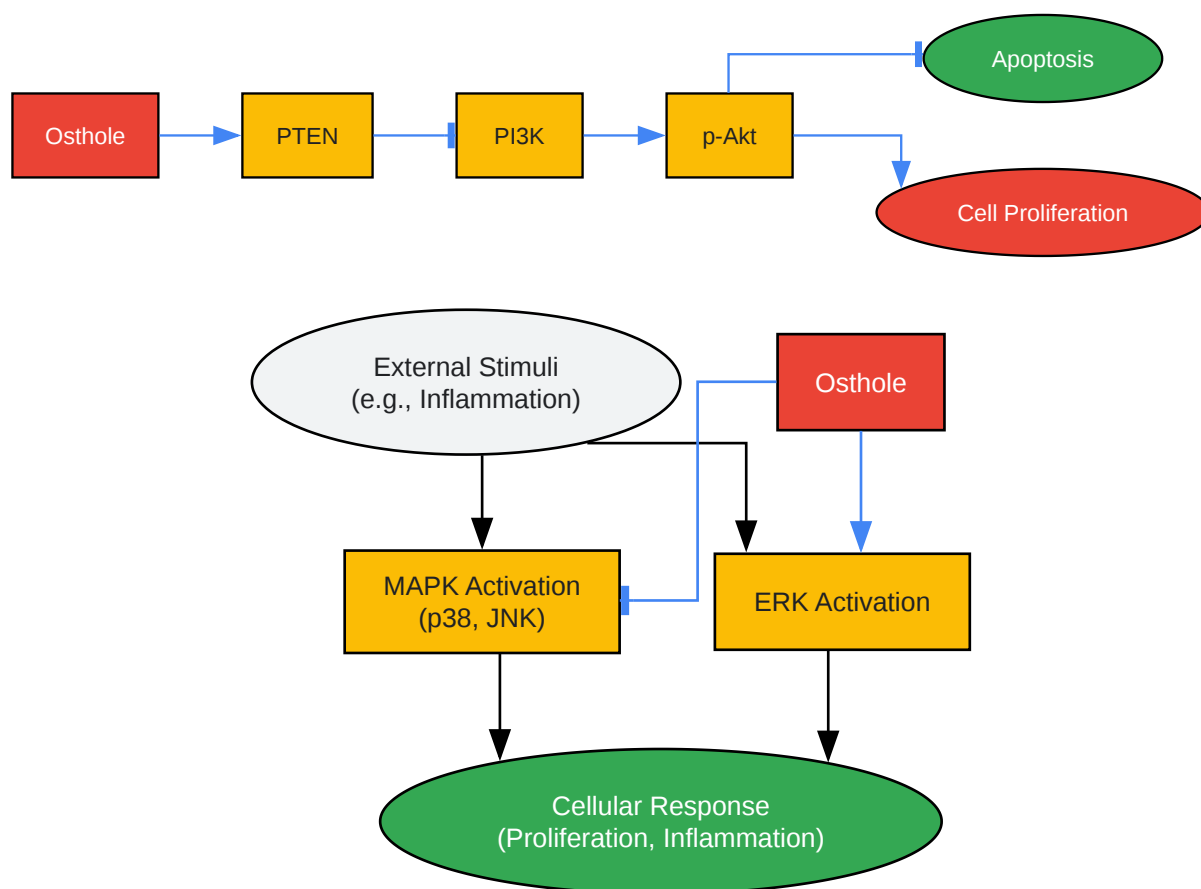 Apoptosis
Osthole
PTEN
PI3K
p-Akt
Cell Proliferation
External Stimuli
(e.g., Inflammation)
Osthole
MAPK Activation
(p38, JNK)
ERK Activation
Cellular Response
(Proliferation, Inflammation)